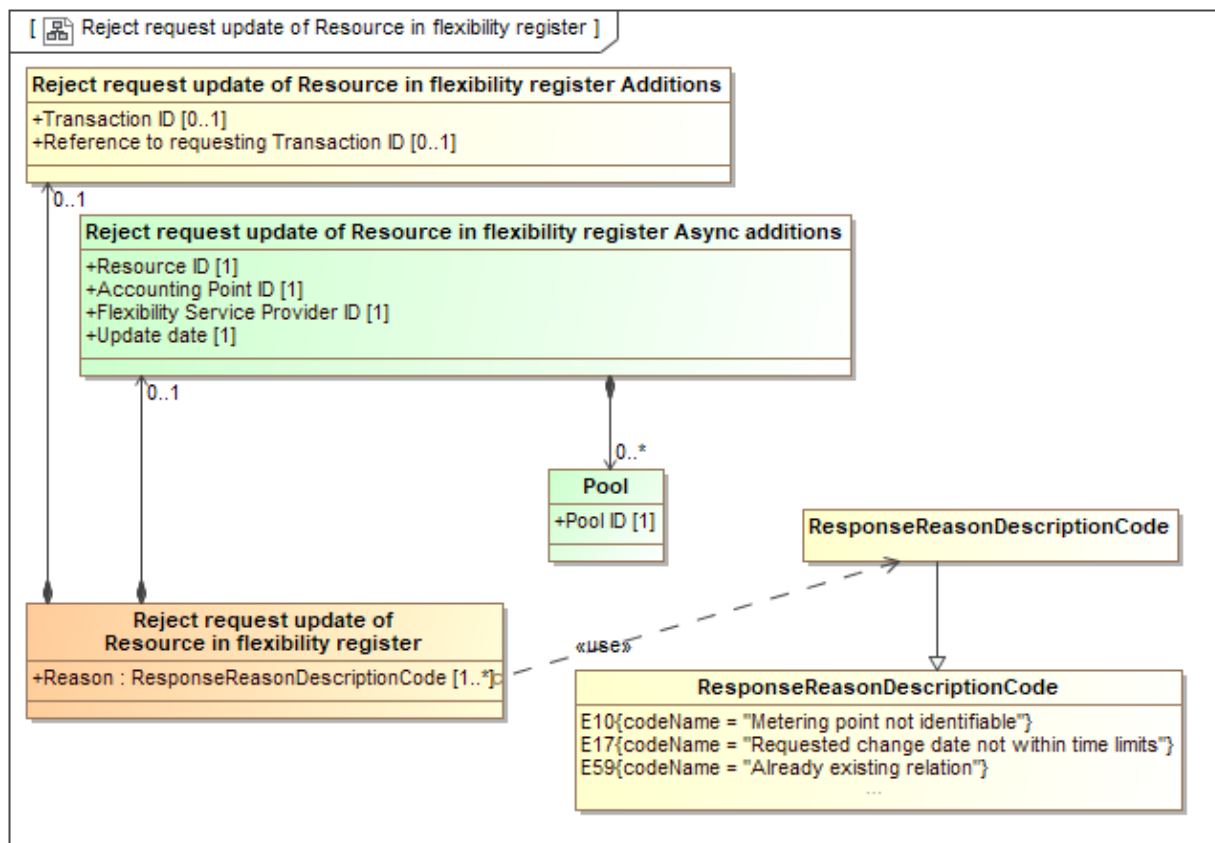 [ Reject request update of Resource in flexibility register ]
Reject request update of Resource in flexibility register Additions
+Transaction ID [0..1]
+Reference to requesting Transaction ID [0..1]
0..1
Reject request update of Resource in flexibility register Async additions
+Resource ID [1]
+Accounting Point ID [1]
+Flexibility Service Provider ID [1]
+Update date [1]
0..1
0..*
Pool
+Pool ID [1]
ResponseReasonDescriptionCode
Reject request update of
Resource in flexibility register
+Reason : ResponseReasonDescriptionCode [1..*]
«use»
ResponseReasonDescriptionCode
E10{codeName = "Metering point not identifiable"}
E17{codeName = "Requested change date not within time limits"}
E59{codeName = "Already existing relation"}
...